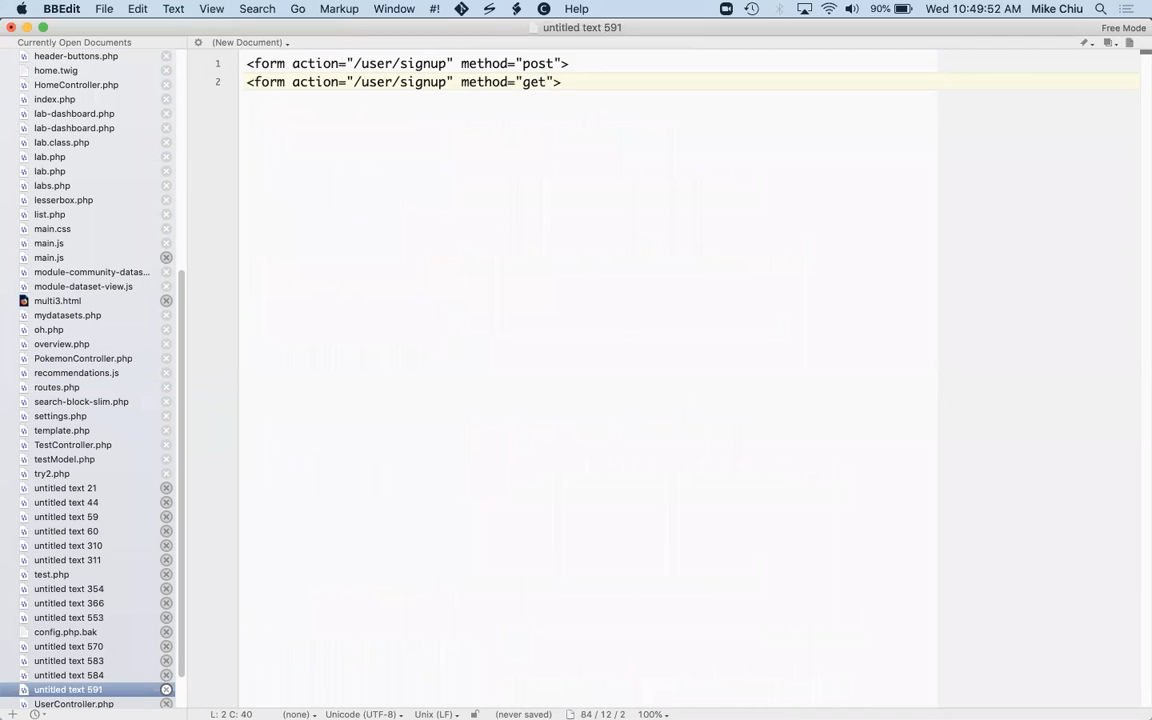 BBEdit File Edit Text View Search Go Markup Window #! Help 90% Wed 10:49:52 AM Mike Chiu
untitled text 591
Free Mode
Currently Open Documents
(New Document)
header-buttons.php
home.twig
HomeController.php
index.php
lab-dashboard.php
lab-dashboard.php
lab.class.php
lab.php
lab.php
labs.php
lesserbox.php
list.php
main.css
main.js
main.js
module-community-datas...
module-dataset-view.js
multi3.html
mydatasets.php
oh.php
overview.php
PokemonController.php
recommendations.js
routes.php
search-block-slim.php
settings.php
template.php
TestController.php
testModel.php
try2.php
untitled text 21
untitled text 44
untitled text 59
untitled text 60
untitled text 310
untitled text 311
test.php
untitled text 354
untitled text 366
untitled text 553
config.php.bak
untitled text 570
untitled text 583
untitled text 584
untitled text 591
UserController.php
1 <form action="/user/signup" method="post">
2 <form action="/user/signup" method="get">
L: 2 C: 40 (none) Unicode (UTF-8) Unix (LF) (never saved) 84 / 12 / 2 100%